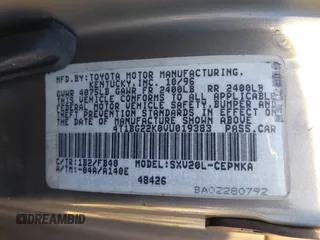 MFD.BY:TOYOTA MOTOR MANUFACTURING,
KENTUCKY,INC. 10/96
GVWR 4075LB GAWR FR 2400LB RR 2400LB
THIS VEHICLE CONFORMS TO ALL APPLICABLE
FEDERAL MOTOR VEHICLE SAFETY,BUMPER,AND
THEFT PREVENTION STANDARDS IN EFFECT ON
THE DATE OF MANUFACTURE SHOWN ABOVE.
4T1BG22K0VU019383 PASS.CAR
C/TR:1B2/FB40 MODEL:SXV20L-CEPNKA
A/TM:-04A/A140E
48426
BA02280792
DREAMBID